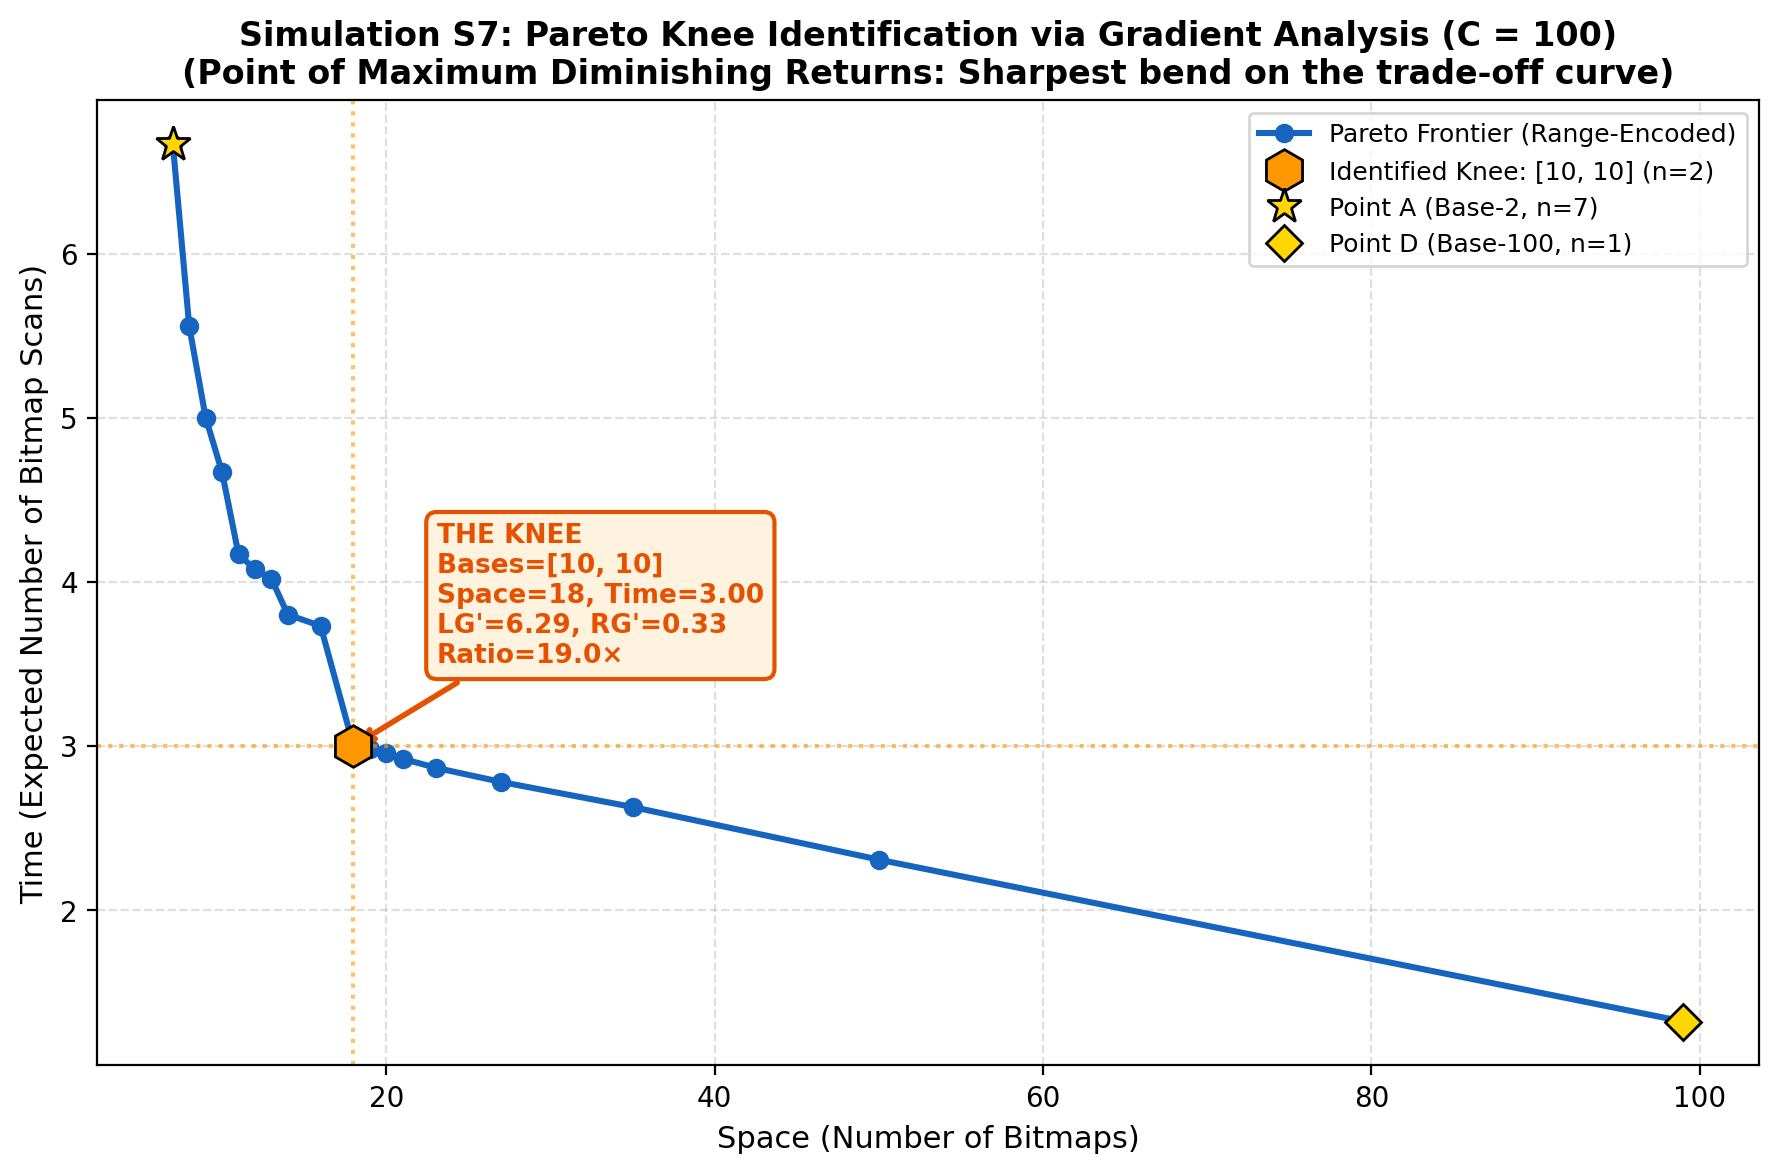 Simulation S7: Pareto Knee Identification via Gradient Analysis (C = 100)
(Point of Maximum Diminishing Returns: Sharpest bend on the trade-off curve)
Pareto Frontier (Range-Encoded)
Identified Knee: [10, 10] (n=2)
Point A (Base-2, n=7)
Point D (Base-100, n=1)
Time (Expected Number of Bitmap Scans)
6
5
4
3
2
THE KNEE
Bases=[10, 10]
Space=18, Time=3.00
LG'=6.29, RG'=0.33
Ratio=19.0×
20
40
60
80
100
Space (Number of Bitmaps)